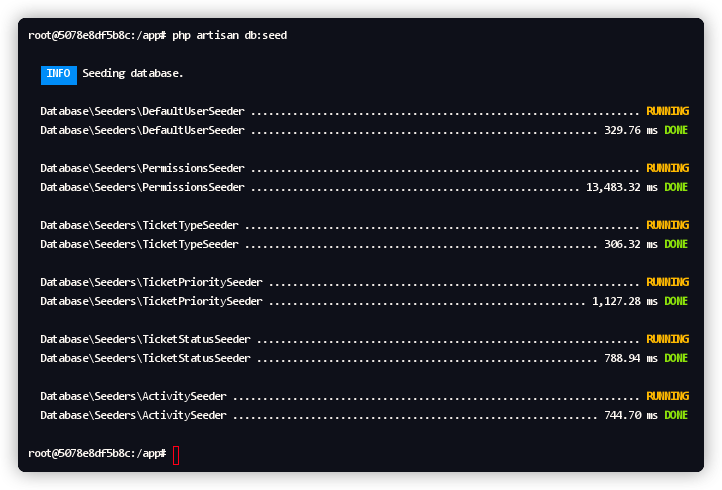 root@5078e8df5b8c:/app# php artisan db:seed
INFO Seeding database.
Database\Seeders\DefaultUserSeeder ................................................................. RUNNING
Database\Seeders\DefaultUserSeeder .......................................................... 329.76 ms DONE
Database\Seeders\PermissionsSeeder ................................................................. RUNNING
Database\Seeders\PermissionsSeeder ....................................................... 13,483.32 ms DONE
Database\Seeders\TicketTypeSeeder .................................................................. RUNNING
Database\Seeders\TicketTypeSeeder ........................................................... 306.32 ms DONE
Database\Seeders\TicketPrioritySeeder .............................................................. RUNNING
Database\Seeders\TicketPrioritySeeder ..................................................... 1,127.28 ms DONE
Database\Seeders\TicketStatusSeeder ................................................................ RUNNING
Database\Seeders\TicketStatusSeeder ......................................................... 788.94 ms DONE
Database\Seeders\ActivitySeeder .................................................................... RUNNING
Database\Seeders\ActivitySeeder ............................................................. 744.70 ms DONE
root@5078e8df5b8c:/app#